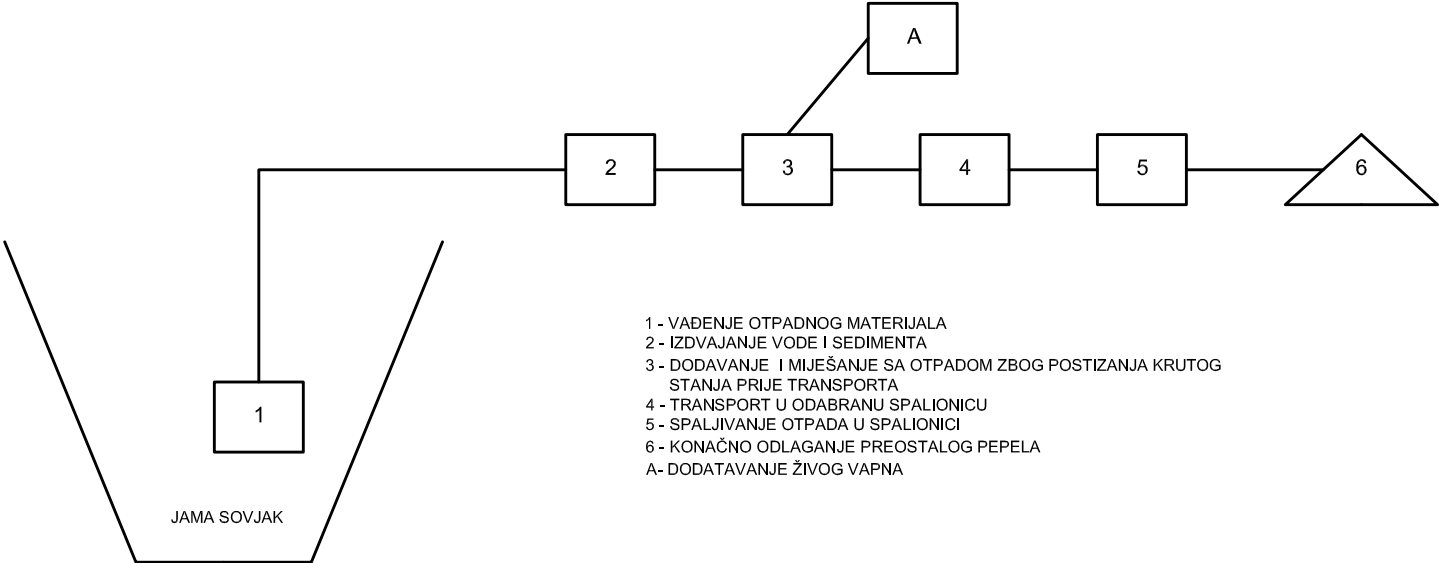 A
2
3
4
5
6
1 - VAĐENJE OTPADNOG MATERIJALA
2 - IZDVAJANJE VODE I SEDIMENTA
3 - DODAVANJE I MIJEŠANJE SA OTPADOM ZBOG POSTIZANJA KRUTOG
STANJA PRIJE TRANSPORTA
4 - TRANSPORT U ODABRANU SPALIONICU
5 - SPALJIVANJE OTPADA U SPALIONICI
6 - KONAČNO ODLAGANJE PREOSTALOG PEPELA
A- DODATAVANJE ŽIVOG VAPNA
1
JAMA SOVJAK